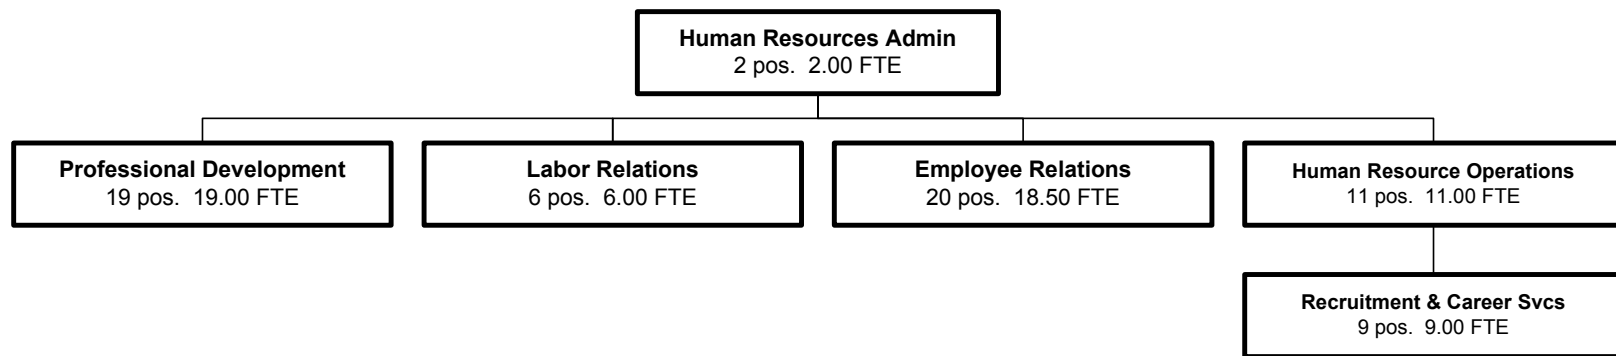 Human Resources Admin
2 pos.  2.00 FTE
Professional Development
19 pos.  19.00 FTE
Labor Relations
6 pos.  6.00 FTE
Employee Relations
20 pos.  18.50 FTE
Human Resource Operations
11 pos.  11.00 FTE
Recruitment & Career Svcs
9 pos.  9.00 FTE